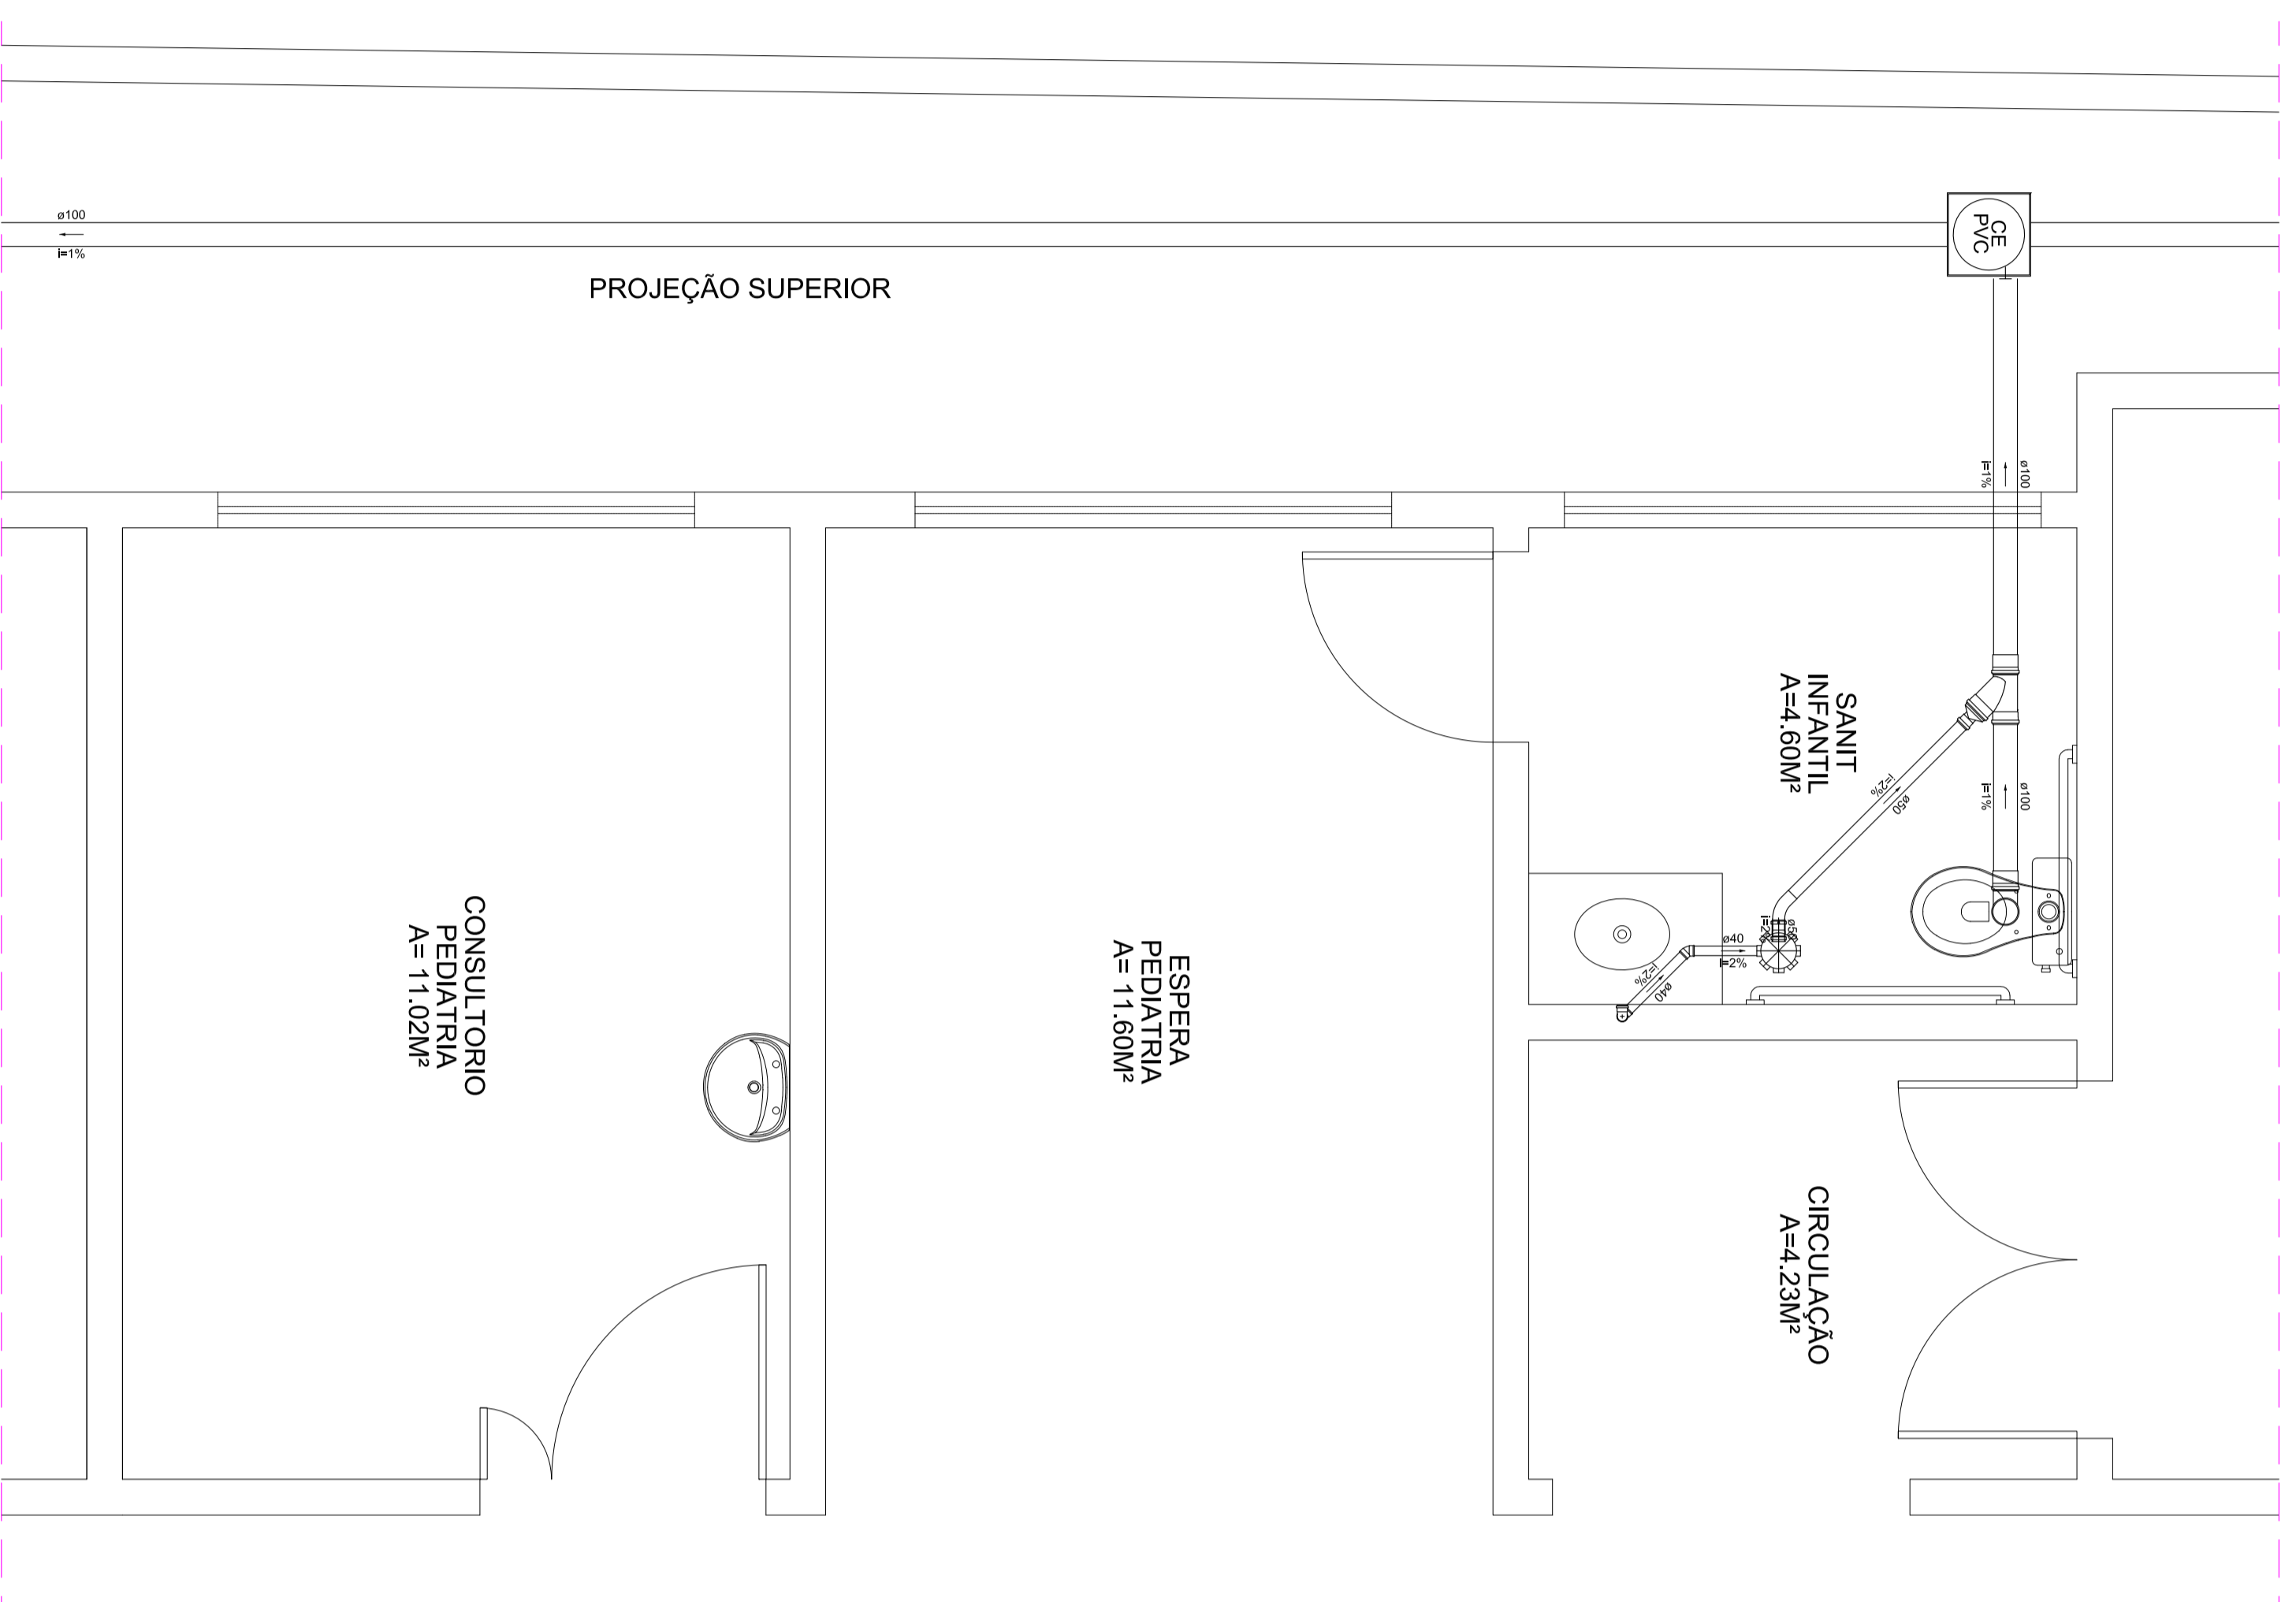 ø100
i=1%
PROJEÇÃO SUPERIOR
CE
PVC
ø100
i=1%
SANIT
INFANTIL
A=4.60M²
ø100
i=1%
ø50
i=2%
ø40
i=2%
ø40
i=2%
CONSULTORIO
PEDIATRIA
A= 11.02M²
ESPERA
PEDIATRIA
A= 11.60M²
CIRCULAÇÃO
A=4.23M²